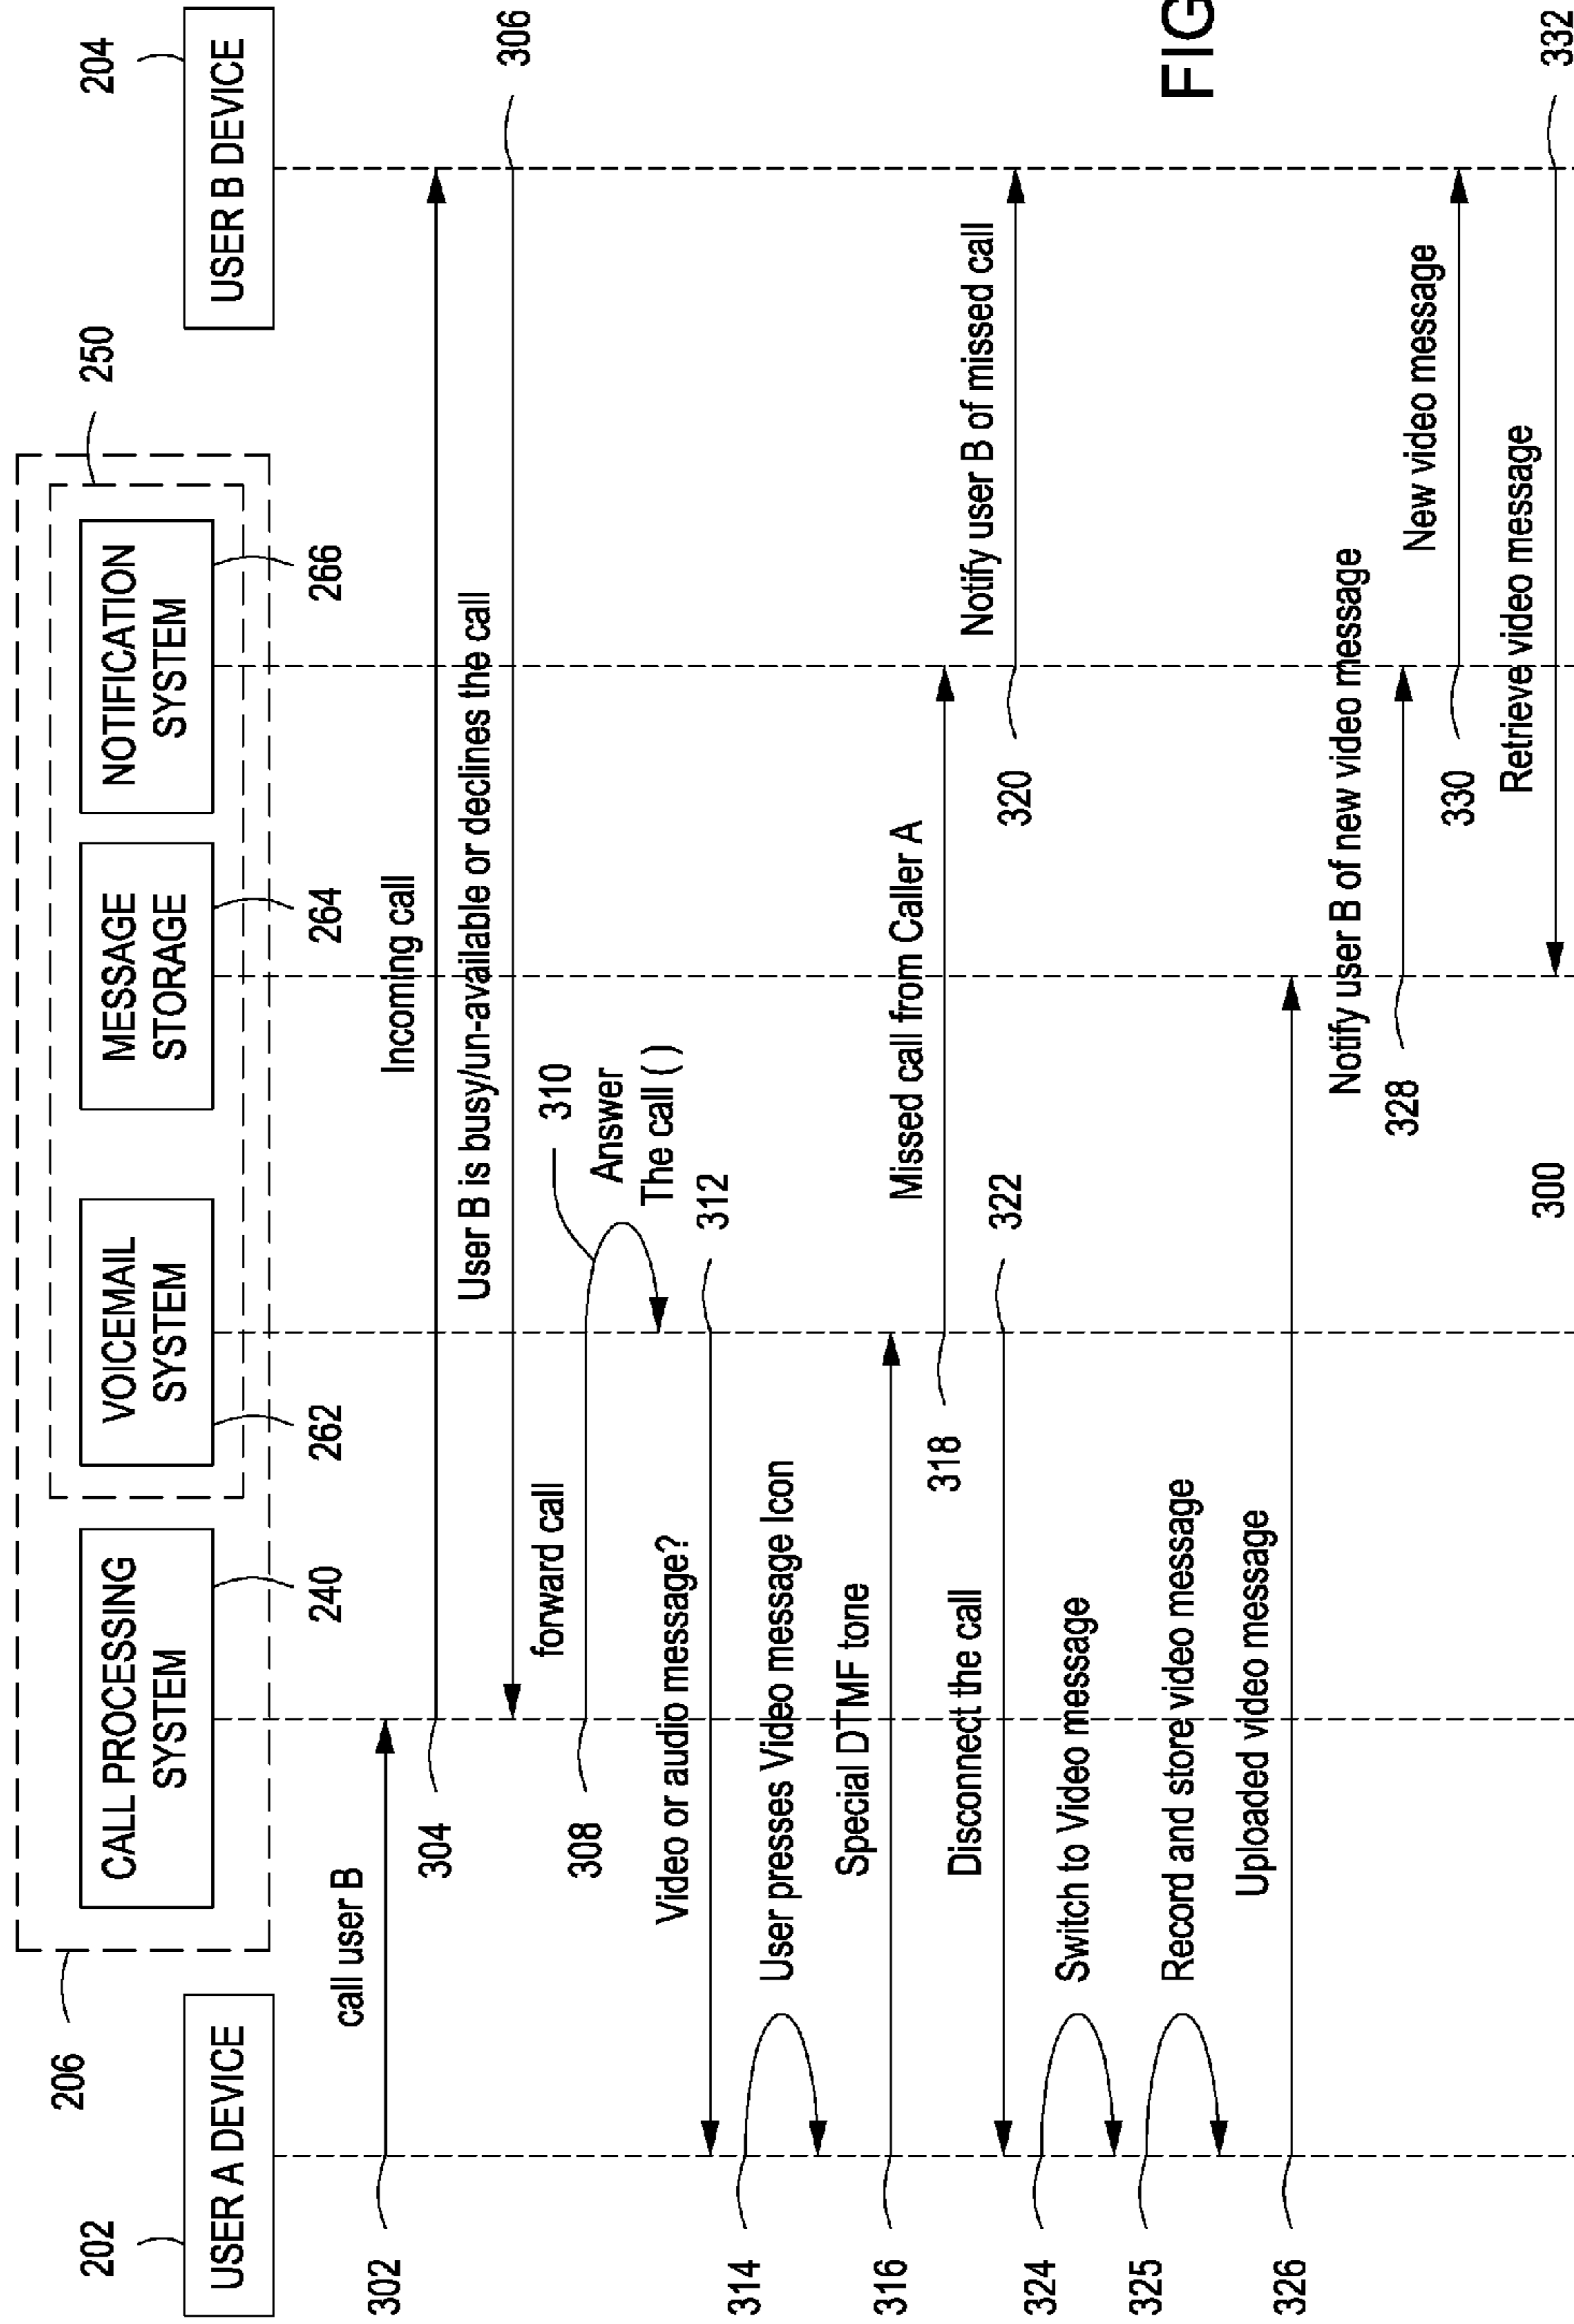 206
250
202
204
USER A DEVICE
CALL PROCESSING
SYSTEM
VOICEMAIL
SYSTEM
MESSAGE
STORAGE
NOTIFICATION
SYSTEM
USER B DEVICE
240
262
264
266
302
call user B
304
Incoming call
User B is busy/un-available or declines the call
306
308
forward call
310
Answer
The call ( )
Video or audio message?
312
314
User presses Video message Icon
316
Special DTMF tone
318
Missed call from Caller A
Notify user B of missed call
320
Disconnect the call
322
324
Switch to Video message
325
Record and store video message
326
Uploaded video message
Notify user B of new video message
328
New video message
330
Retrieve video message
332
300
FIG